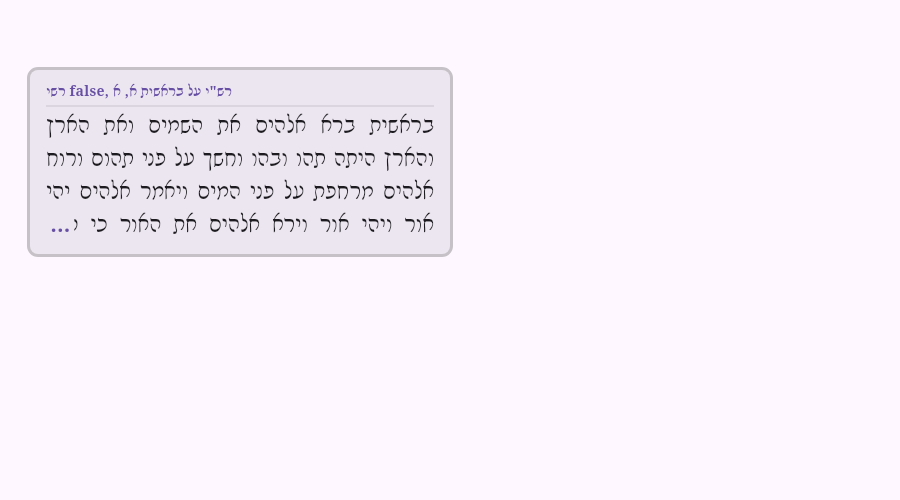 רשי false, רש"י על בראשית א, א
בראשית ברא אלהים את השמים ואת הארץ
והארץ היתה תהו ובהו וחשך על פני תהום ורוח
אלהים מרחפת על פני המים ויאמר אלהים יהי
אור ויהי אור וירא אלהים את האור כי ו...